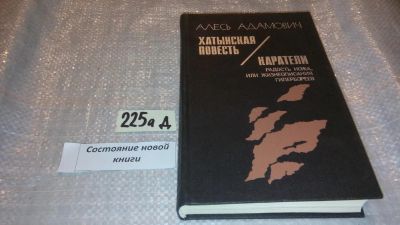 АЛЕСЬ АДАМОВИЧ
ХАТЫНСКАЯ
ПОВЕСТЬ
КАРАТЕЛИ
РАДОСТЬ НОЖА,
ИЛИ ЖИЗНЕОПИСАНИЯ
ГИПЕРБОРЕЕВ
225а Д
Состояние новой
книги